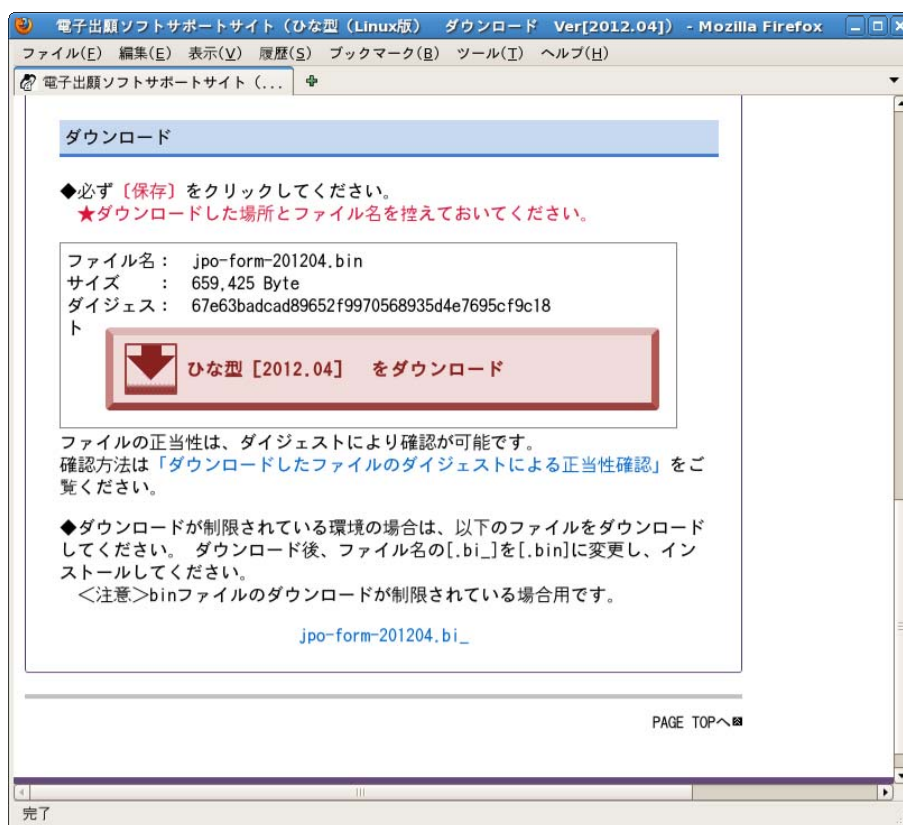 電子出願ソフトサポートサイト（ひな型（Linux版）　ダウンロード　Ver[2012.04]） - Mozilla Firefox
ファイル(F) 編集(E) 表示(V) 履歴(S) ブックマーク(B) ツール(T) ヘルプ(H)
電子出願ソフトサポートサイト（...
ダウンロード
◆必ず〔保存〕をクリックしてください。
★ダウンロードした場所とファイル名を控えておいてください。
ファイル名： jpo-form-201204.bin
サイズ　　： 659,425 Byte
ダイジェス： 67e63badcad89652f9970568935d4e7695cf9c18
ト
ひな型［2012.04］　をダウンロード
ファイルの正当性は、ダイジェストにより確認が可能です。
確認方法は「ダウンロードしたファイルのダイジェストによる正当性確認」をご
覧ください。
◆ダウンロードが制限されている環境の場合は、以下のファイルをダウンロード
してください。 ダウンロード後、ファイル名の[.bi_]を[.bin]に変更し、イン
ストールしてください。
＜注意＞binファイルのダウンロードが制限されている場合用です。
jpo-form-201204.bi_
PAGE TOPへ
完了